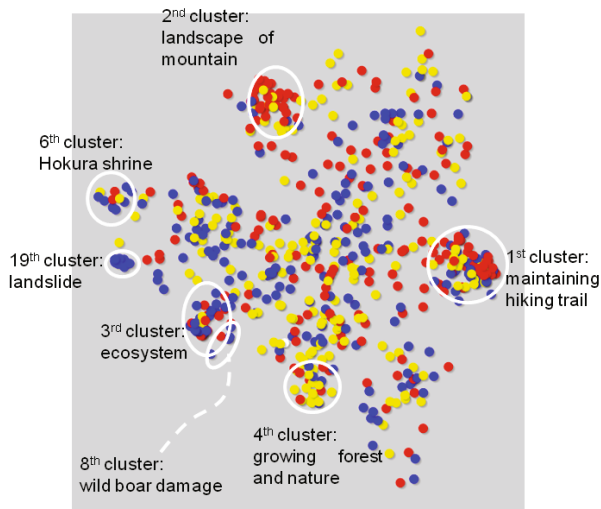 2nd cluster:
landscape of
mountain
6th cluster:
Hokura shrine
19th cluster:
landslide
1st cluster:
maintaining
hiking trail
3rd cluster:
ecosystem
4th cluster:
growing forest
and nature
8th cluster:
wild boar damage